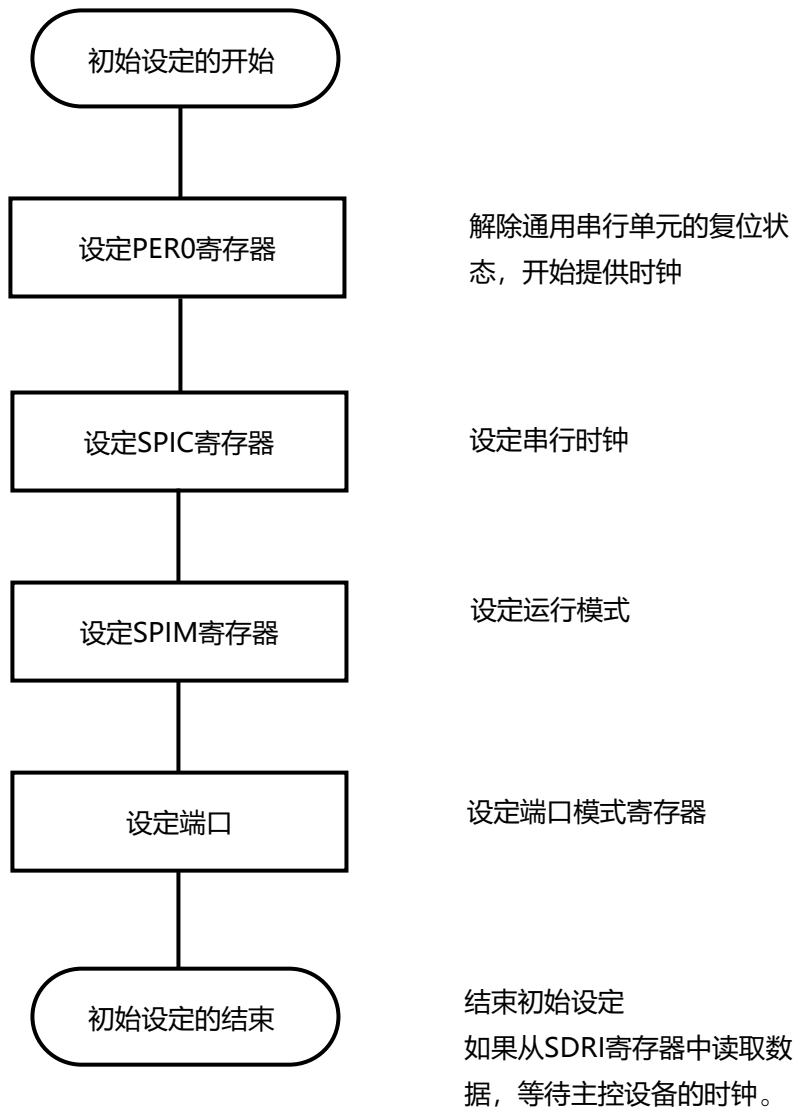 初始设定的开始
设定PER0寄存器
解除通用串行单元的复位状
态，开始提供时钟
设定SPIC寄存器
设定串行时钟
设定SPIM寄存器
设定运行模式
设定端口
设定端口模式寄存器
初始设定的结束
结束初始设定
如果从SDRI寄存器中读取数
据，等待主控设备的时钟。